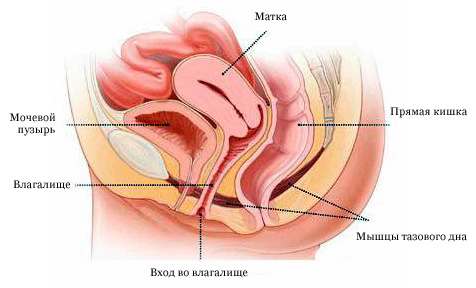 Матка
Мочевой
пузырь
Прямая кишка
Влагалище
Мышцы тазового дна
Вход во влагалище